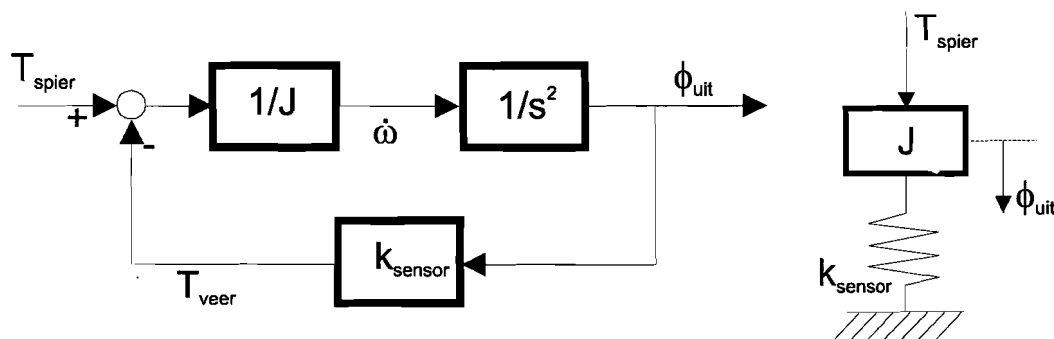 T_spier
+
-
1/J
ω̇
1/s²
ϕ_uit
k_sensor
T_veer
T_spier
J
ϕ_uit
k_sensor